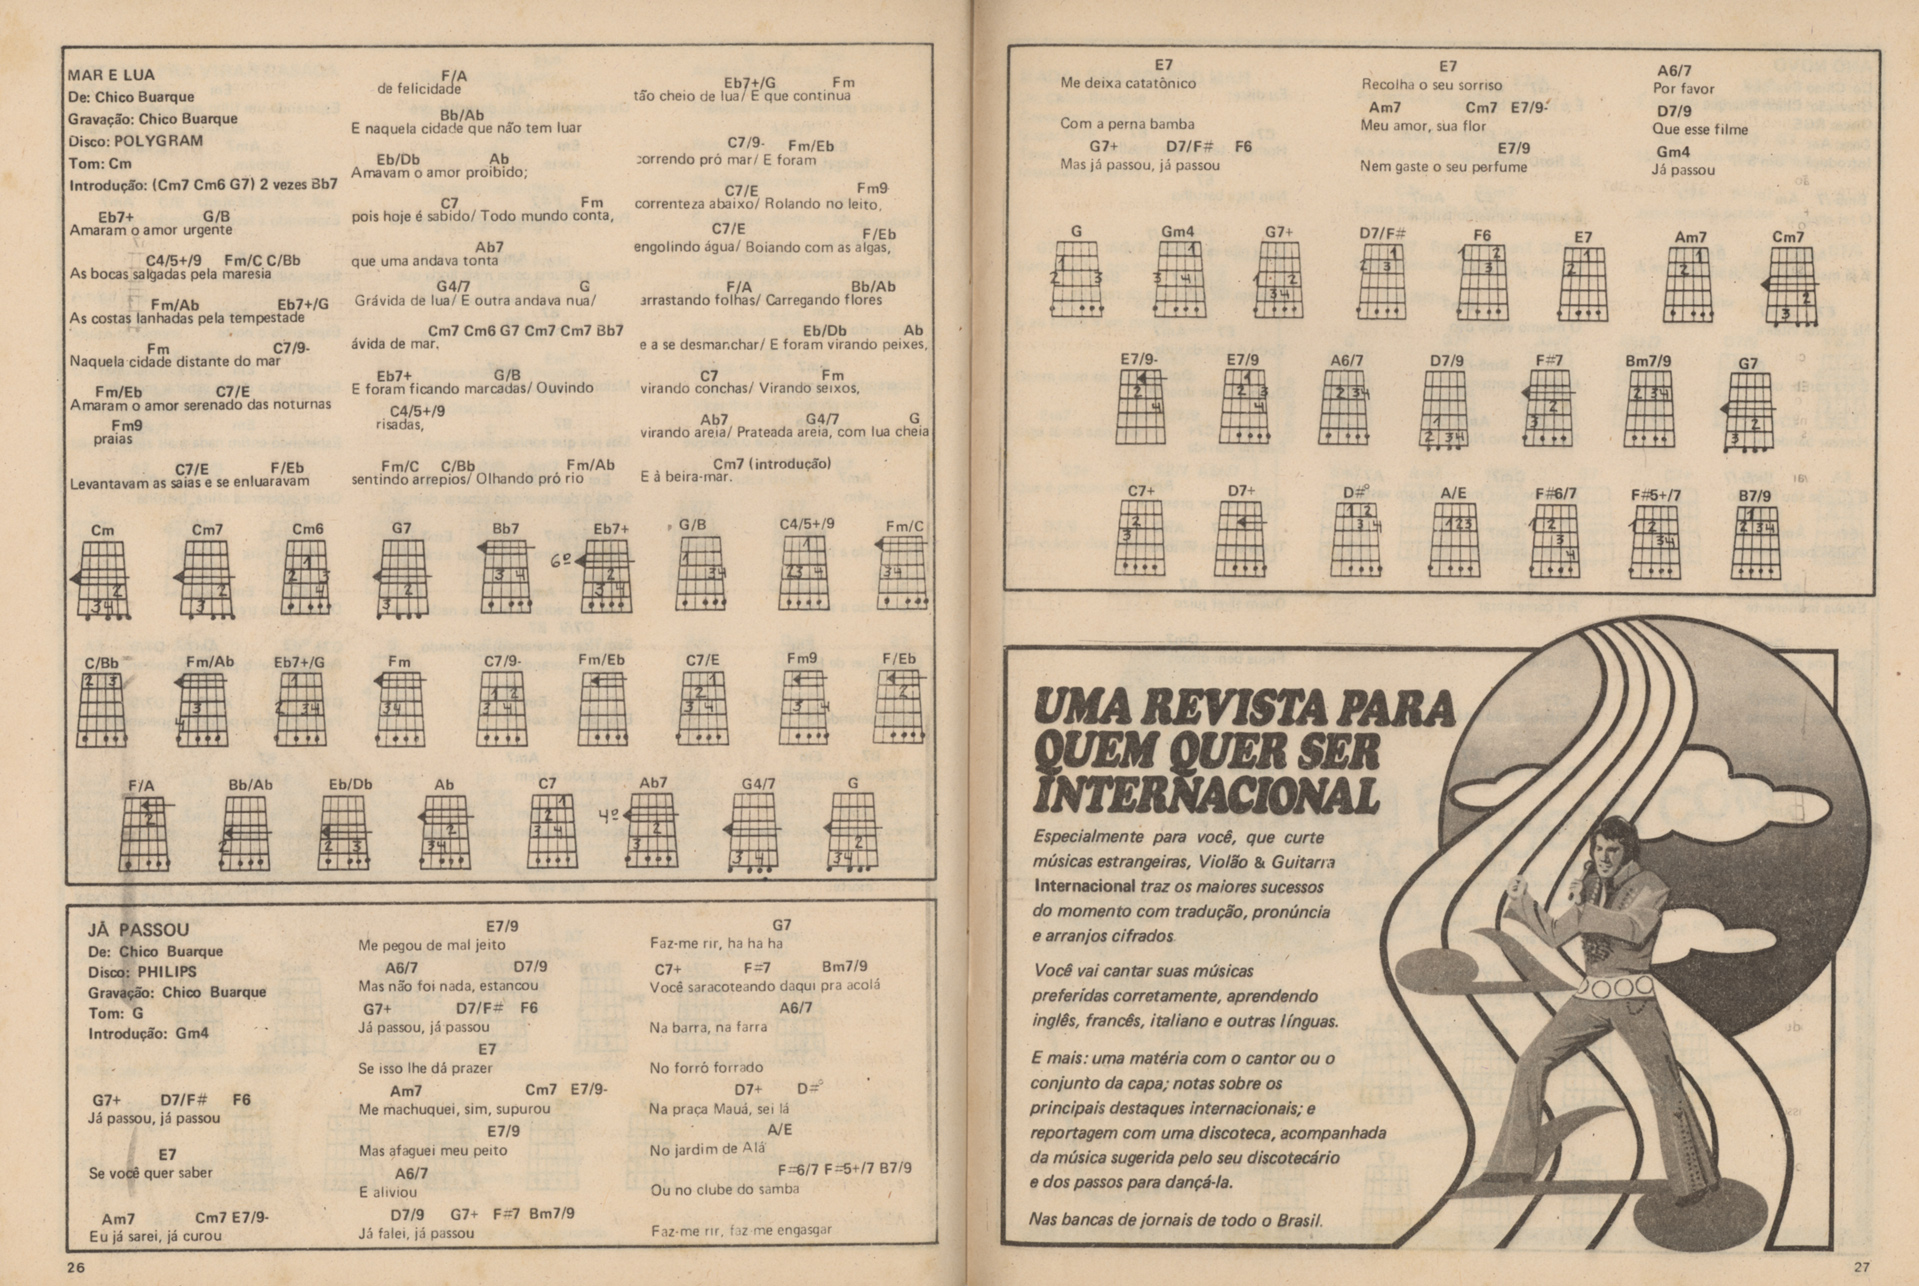 MAR E LUA
De: Chico Buarque
Gravação: Chico Buarque
Disco: POLYGRAM
Tom: Cm
Introdução: (Cm7 Cm6 G7) 2 vezes Bb7
Eb7+ G/B
Amaram o amor urgente
C4/5+/9 Fm/C C/Bb
As bocas salgadas pela maresia
Fm/Ab Eb7+/G
As costas lanhadas pela tempestade
Fm C7/9-
Naquela cidade distante do mar
Fm/Eb C7/E
Amaram o amor serenado das noturnas
Fm9
praias
C7/E F/Eb
Levantavam as saias e se enluaravam
F/A
de felicidade
Bb/Ab
E naquela cidade que não tem luar
Eb/Db Ab
Amavam o amor proibido;
C7 Fm
pois hoje é sabido/ Todo mundo conta,
Ab7
que uma andava tonta
G4/7 G
Grávida de lua/ E outra andava nua/
Cm7 Cm6 G7 Cm7 Cm7 Bb7
ávida de mar.
Eb7+ G/B
E foram ficando marcadas/ Ouvindo
C4/5+/9
risadas,
Fm/C C/Bb Fm/Ab
sentindo arrepios/ Olhando pró rio
Eb7+/G Fm
tão cheio de lua/ E que continua
C7/9- Fm/Eb
correndo pró mar/ E foram
C7/E Fm9
correnteza abaixo/ Rolando no leito,
C7/E F/Eb
engolindo água/ Boiando com as algas,
F/A Bb/Ab
arrastando folhas/ Carregando flores
Eb/Db Ab
e a se desmanchar/ E foram virando peixes,
C7 Fm
virando conchas/ Virando seixos,
Ab7 G4/7 G
virando areia/ Prateada areia, com lua cheia
Cm7 (introdução)
E à beira-mar.
Cm Cm7 Cm6 G7 Bb7 Eb7+ G/B C4/5+/9 Fm/C
6º
C/Bb Fm/Ab Eb7+/G Fm C7/9- Fm/Eb C7/E Fm9 F/Eb
F/A Bb/Ab Eb/Db Ab C7 Ab7 G4/7 G
4º
JÁ PASSOU
De: Chico Buarque
Disco: PHILIPS
Gravação: Chico Buarque
Tom: G
Introdução: Gm4
G7+ D7/F# F6
Já passou, já passou
E7
Se você quer saber
Am7 Cm7 E7/9-
Eu já sarei, já curou
E7/9
Me pegou de mal jeito
A6/7 D7/9
Mas não foi nada, estancou
G7+ D7/F# F6
Já passou, já passou
E7
Se isso lhe dá prazer
Am7 Cm7 E7/9-
Me machuquei, sim, supurou
E7/9
Mas afaguei meu peito
A6/7
E aliviou
D7/9 G7+ F#7 Bm7/9
Já falei, já passou
G7
Faz-me rir, ha ha ha
C7+ F#7 Bm7/9
Você saracoteando daqui pra acolá
A6/7
Na barra, na farra
No forró forrado
D7+ D#°
Na praça Mauá, sei lá
A/E
No jardim de Alá
F#6/7 F#5+/7 B7/9
Ou no clube do samba
Faz-me rir, faz-me engasgar
26
E7
Me deixa catatônico
Com a perna bamba
G7+ D7/F# F6
Mas já passou, já passou
E7
Recolha o seu sorriso
Am7 Cm7 E7/9-
Meu amor, sua flor
E7/9
Nem gaste o seu perfume
A6/7
Por favor
D7/9
Que esse filme
Gm4
Já passou
G Gm4 G7+ D7/F# F6 E7 Am7 Cm7
E7/9- E7/9 A6/7 D7/9 F#7 Bm7/9 G7
C7+ D7+ D#° A/E F#6/7 F#5+/7 B7/9
UMA REVISTA PARA
QUEM QUER SER
INTERNACIONAL
Especialmente para você, que curte
músicas estrangeiras, Violão & Guitarra
Internacional traz os maiores sucessos
do momento com tradução, pronúncia
e arranjos cifrados.
Você vai cantar suas músicas
preferidas corretamente, aprendendo
inglês, francês, italiano e outras línguas.
E mais: uma matéria com o cantor ou o
conjunto da capa; notas sobre os
principais destaques internacionais; e
reportagem com uma discoteca, acompanhada
da música sugerida pelo seu discotecário
e dos passos para dançá-la.
Nas bancas de jornais de todo o Brasil.
27